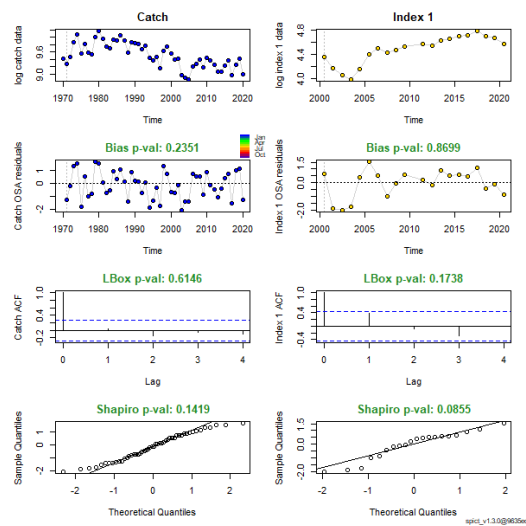 Catch
Index 1
log catch data
9.0 9.6
1970 1980 1990 2000 2010 2020
Time
log index 1 data
4.0 4.4 4.8
2000 2005 2010 2015 2020
Time
Bias p-val: 0.2351
Jan
Apr
Jul
Oct
Catch OSA residuals
-2 0 1
1970 1980 1990 2000 2010 2020
Time
Bias p-val: 0.8699
Index 1 OSA residuals
-2.0 0.0 1.5
2000 2005 2010 2015 2020
Time
LBox p-val: 0.6146
Catch ACF
-0.2 0.4 1.0
0 1 2 3 4
Lag
LBox p-val: 0.1738
Index 1 ACF
-0.4 0.2 1.0
0 1 2 3 4
Lag
Shapiro p-val: 0.1419
Sample Quantiles
-2 0 1
-2 -1 0 1 2
Theoretical Quantiles
Shapiro p-val: 0.0855
Sample Quantiles
-2.0 0.0 1.5
-2 -1 0 1 2
Theoretical Quantiles